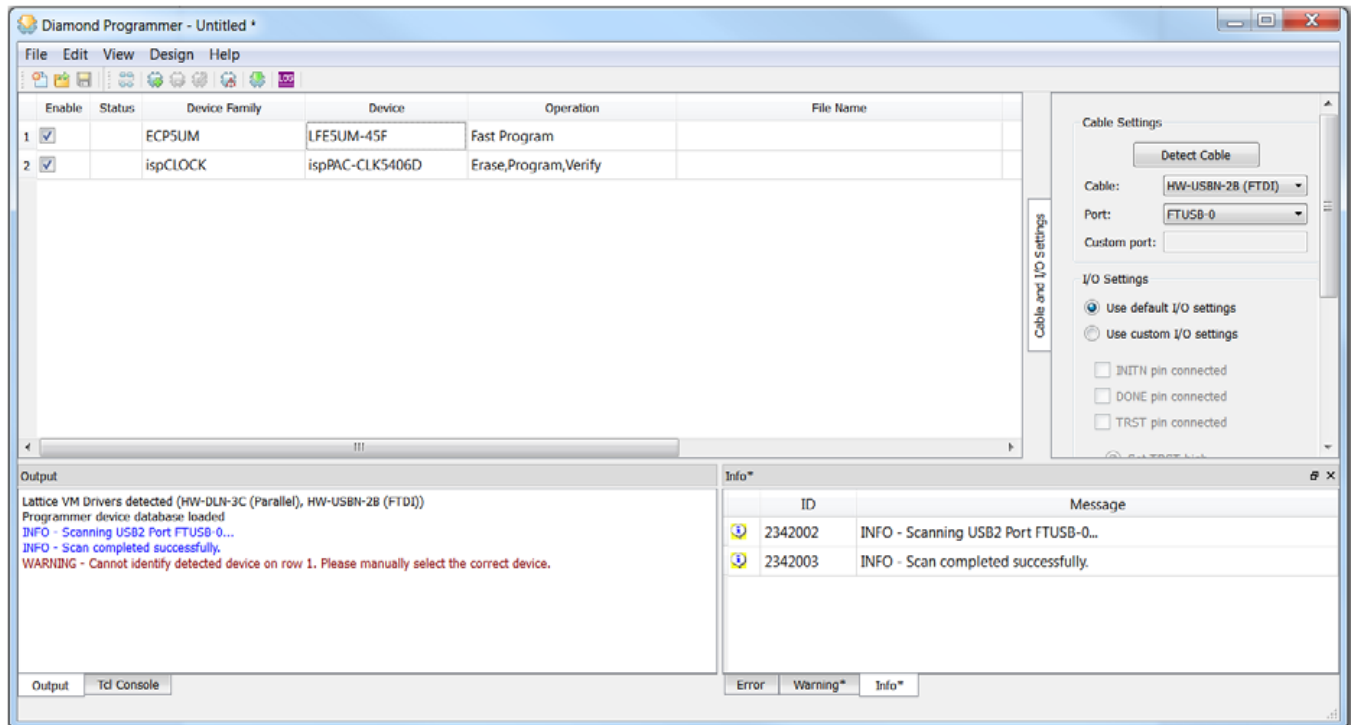 Diamond Programmer - Untitled *
File Edit View Design Help
LOG
Enable Status Device Family Device Operation File Name
1 ECP5UM LFE5UM-45F Fast Program
2 ispCLOCK ispPAC-CLK5406D Erase,Program,Verify
Cable and I/O Settings
Cable Settings
Detect Cable
Cable: HW-USBN-2B (FTDI)
Port: FTUSB-0
Custom port:
I/O Settings
Use default I/O settings
Use custom I/O settings
INITN pin connected
DONE pin connected
TRST pin connected
Output
Lattice VM Drivers detected (HW-DLN-3C (Parallel), HW-USBN-2B (FTDI))
Programmer device database loaded
INFO - Scanning USB2 Port FTUSB-0...
INFO - Scan completed successfully.
WARNING - Cannot identify detected device on row 1. Please manually select the correct device.
Output Tcl Console
Info*
ID Message
2342002 INFO - Scanning USB2 Port FTUSB-0...
2342003 INFO - Scan completed successfully.
Error Warning* Info*